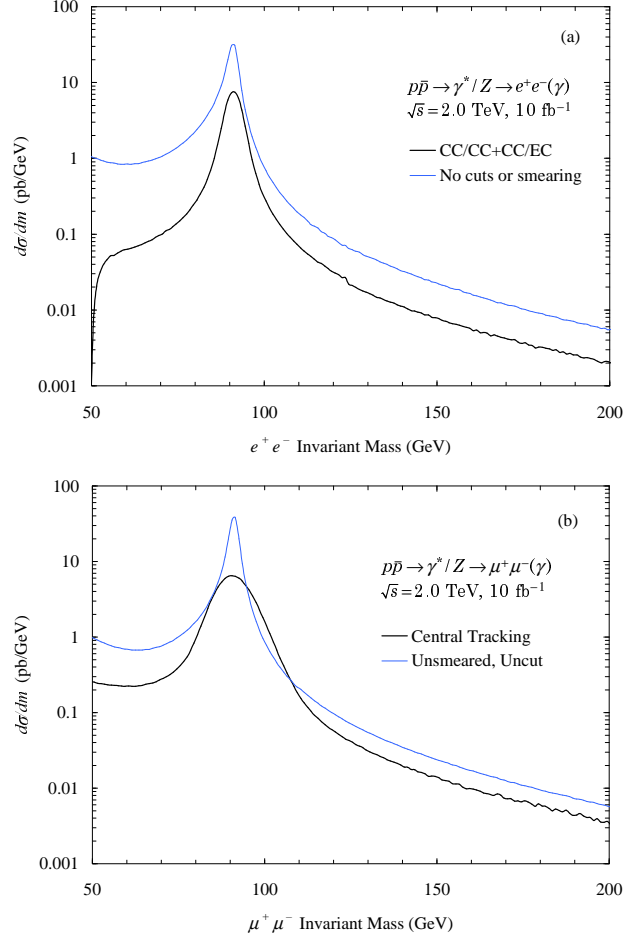 100
(a)
10
pp̄→γ*/Z→e⁺e⁻(γ)
√s=2.0 TeV, 10 fb⁻¹
1
CC/CC+CC/EC
No cuts or smearing
dσ/dm (pb/GeV)
0.1
0.01
0.001
50 100 150 200
e⁺e⁻ Invariant Mass (GeV)
100
(b)
10
pp̄→γ*/Z→μ⁺μ⁻(γ)
√s=2.0 TeV, 10 fb⁻¹
1
Central Tracking
Unsmeared, Uncut
dσ/dm (pb/GeV)
0.1
0.01
0.001
50 100 150 200
μ⁺μ⁻ Invariant Mass (GeV)